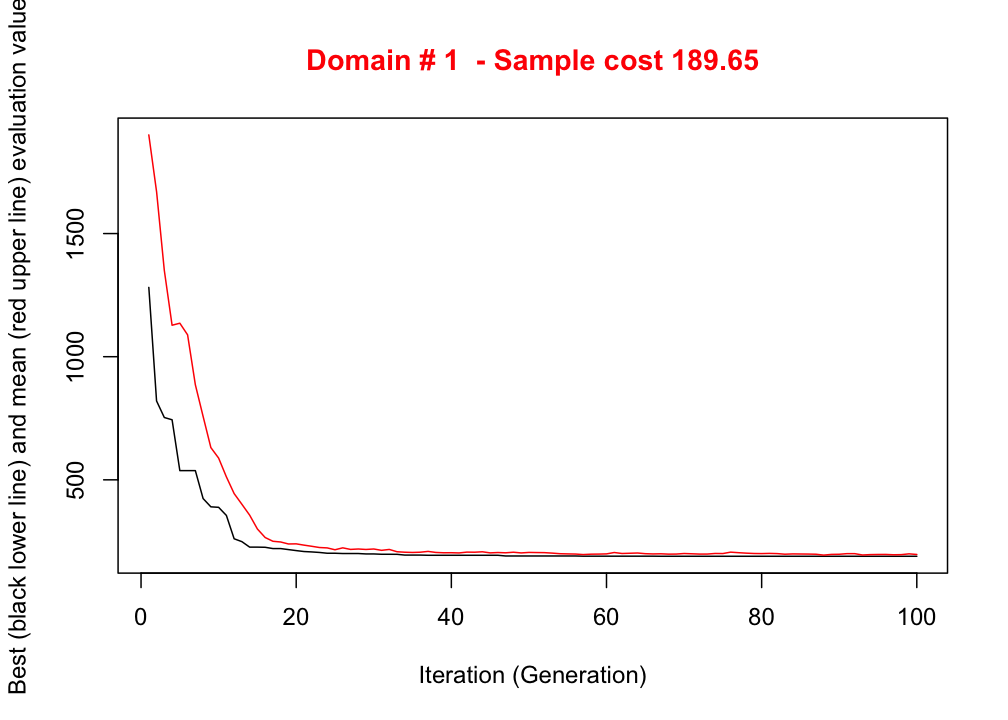 Domain # 1 - Sample cost 189.65
Best (black lower line) and mean (red upper line) evaluation value
1500
1000
500
0 20 40 60 80 100
Iteration (Generation)